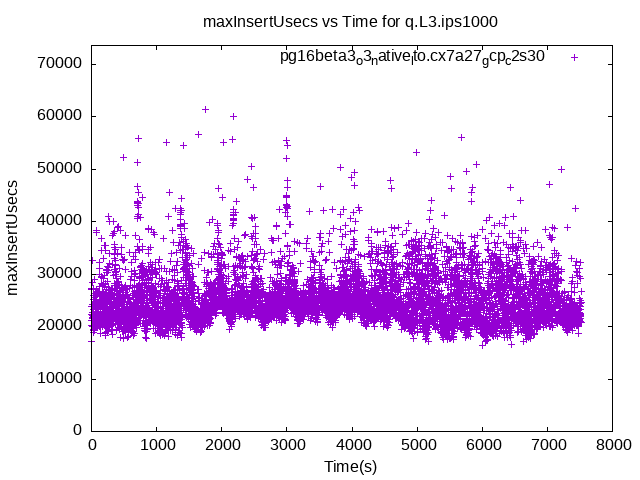 maxInsertUsecs vs Time for q.L3.ips1000
pg16beta3o3nativelto.cx7a27gcpc2s30
70000
60000
50000
40000
30000
20000
10000
0
maxInsertUsecs
0 1000 2000 3000 4000 5000 6000 7000 8000
Time(s)